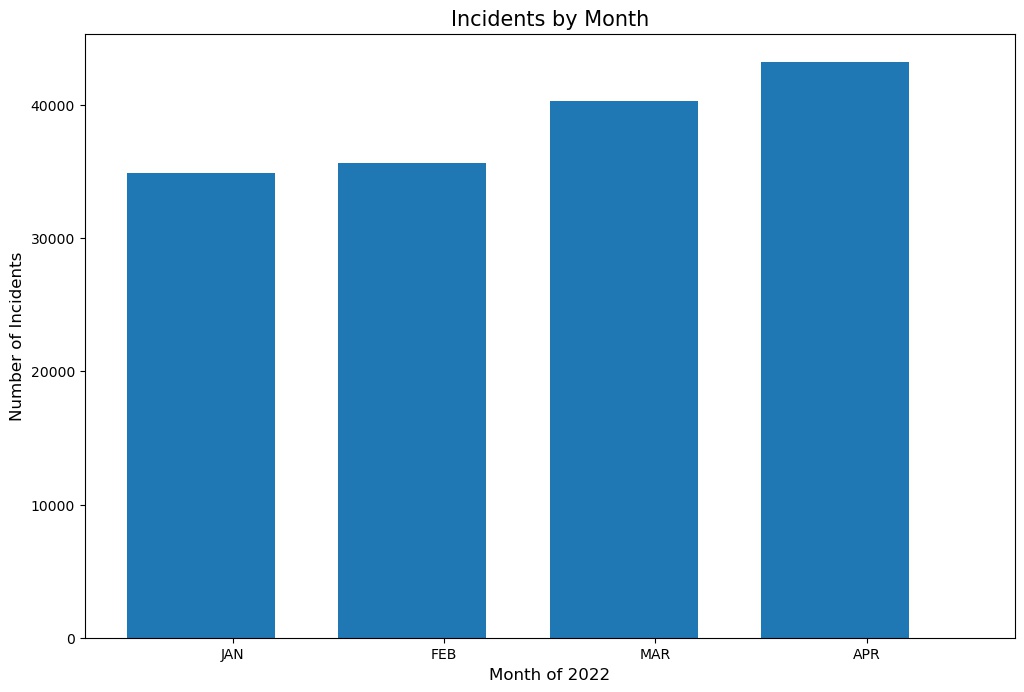 Incidents by Month
40000
30000
20000
10000
0
Number of Incidents
JAN FEB MAR APR
Month of 2022